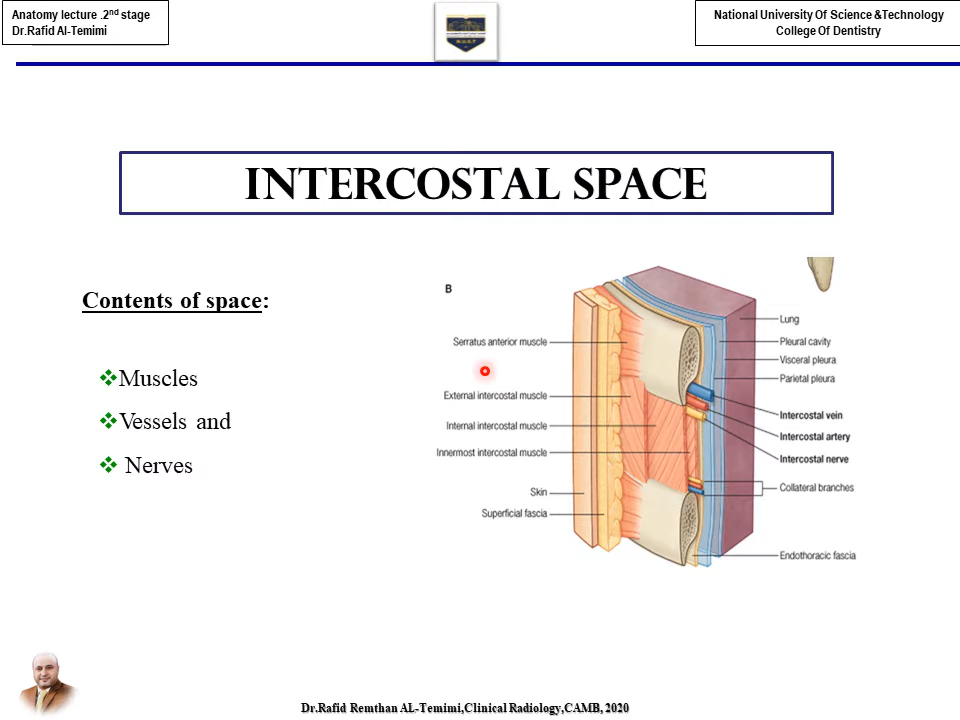 Anatomy lecture .2nd stage
Dr.Rafid Al-Temimi
National University Of Science &Technology
College Of Dentistry
INTERCOSTAL SPACE
Contents of space:
❖Muscles
❖Vessels and
❖ Nerves
B
Serratus anterior muscle
External intercostal muscle
Internal intercostal muscle
Innermost intercostal muscle
Skin
Superficial fascia
Lung
Pleural cavity
Visceral pleura
Parietal pleura
Intercostal vein
Intercostal artery
Intercostal nerve
Collateral branches
Endothoracic fascia
Dr.Rafid Remthan AL-Temimi,Clinical Radiology,CAMB, 2020